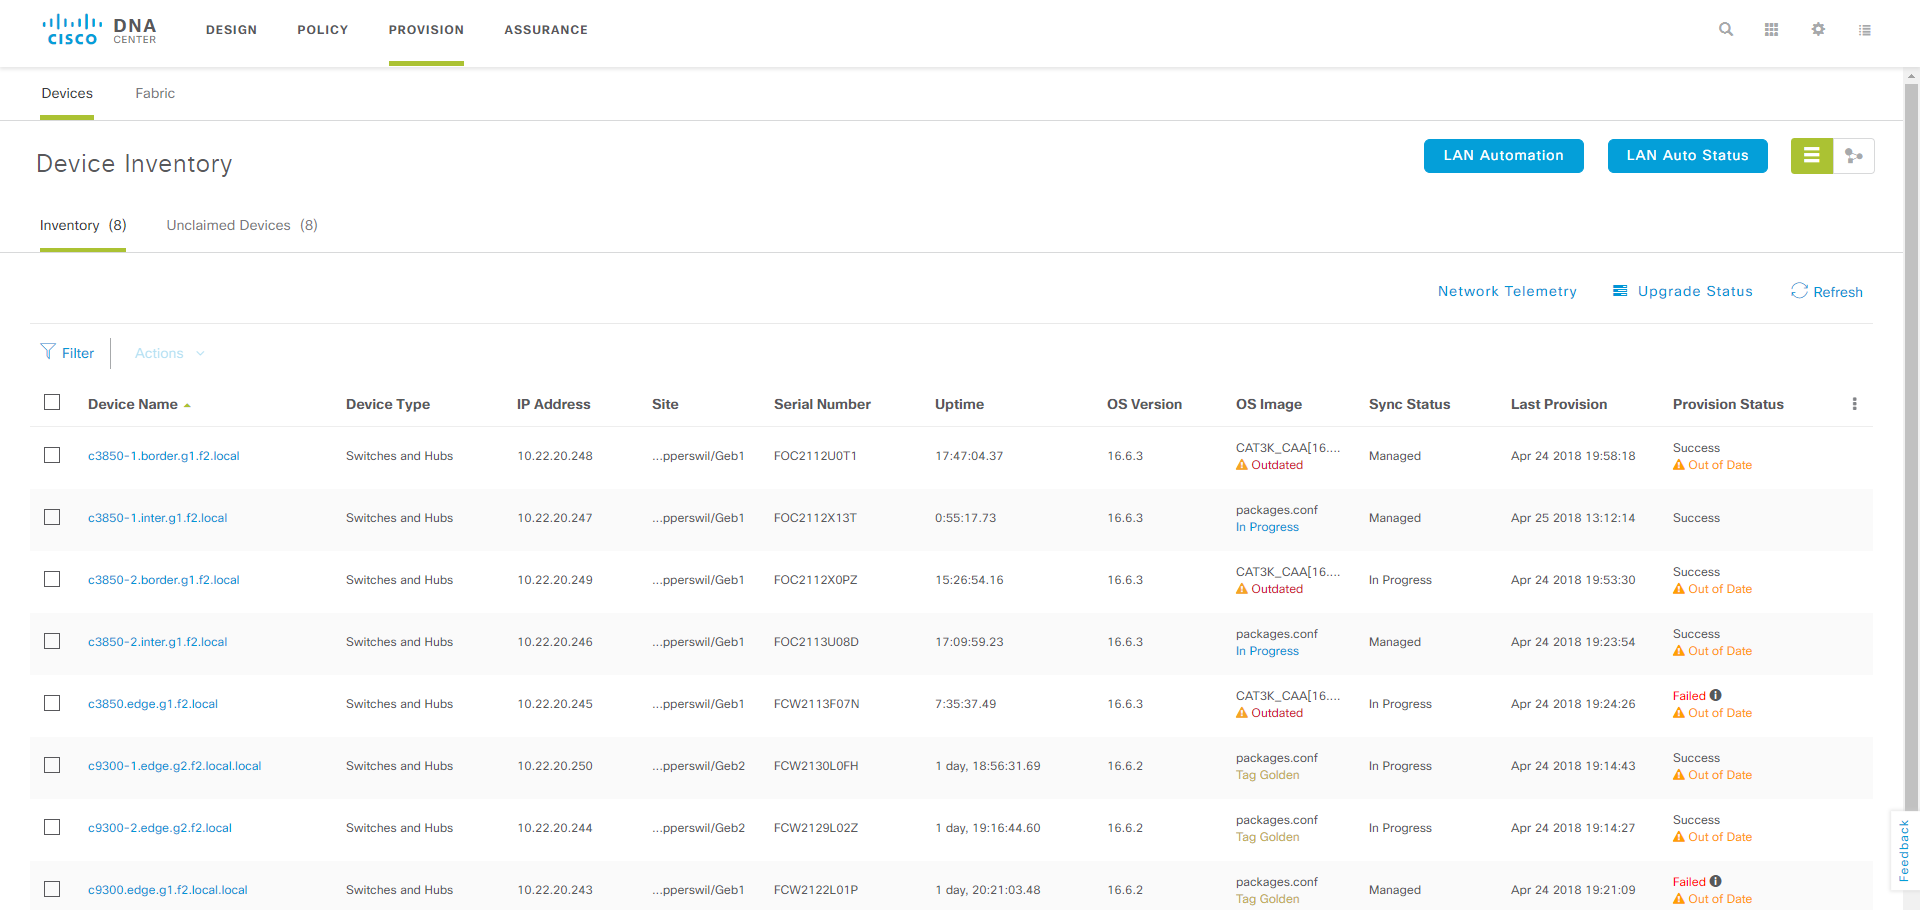 CISCO DNA CENTER DESIGN POLICY PROVISION ASSURANCE
Devices Fabric
Device Inventory LAN Automation LAN Auto Status
Inventory (8) Unclaimed Devices (8)
Network Telemetry Upgrade Status Refresh
Filter Actions
Device Name Device Type IP Address Site Serial Number Uptime OS Version OS Image Sync Status Last Provision Provision Status
c3850-1.border.g1.f2.local Switches and Hubs 10.22.20.248 ...pperswil/Geb1 FOC2112U0T1 17:47:04.37 16.6.3 CAT3K_CAA[16.... Managed Apr 24 2018 19:58:18 Success
Outdated Out of Date
c3850-1.inter.g1.f2.local Switches and Hubs 10.22.20.247 ...pperswil/Geb1 FOC2112X13T 0:55:17.73 16.6.3 packages.conf Managed Apr 25 2018 13:12:14 Success
In Progress
c3850-2.border.g1.f2.local Switches and Hubs 10.22.20.249 ...pperswil/Geb1 FOC2112X0PZ 15:26:54.16 16.6.3 CAT3K_CAA[16.... In Progress Apr 24 2018 19:53:30 Success
Outdated Out of Date
c3850-2.inter.g1.f2.local Switches and Hubs 10.22.20.246 ...pperswil/Geb1 FOC2113U08D 17:09:59.23 16.6.3 packages.conf Managed Apr 24 2018 19:23:54 Success
In Progress Out of Date
c3850.edge.g1.f2.local Switches and Hubs 10.22.20.245 ...pperswil/Geb1 FCW2113F07N 7:35:37.49 16.6.3 CAT3K_CAA[16.... In Progress Apr 24 2018 19:24:26 Failed
Outdated Out of Date
c9300-1.edge.g2.f2.local.local Switches and Hubs 10.22.20.250 ...pperswil/Geb2 FCW2130L0FH 1 day, 18:56:31.69 16.6.2 packages.conf In Progress Apr 24 2018 19:14:43 Success
Tag Golden Out of Date
c9300-2.edge.g2.f2.local Switches and Hubs 10.22.20.244 ...pperswil/Geb2 FCW2129L02Z 1 day, 19:16:44.60 16.6.2 packages.conf In Progress Apr 24 2018 19:14:27 Success
Tag Golden Out of Date
c9300.edge.g1.f2.local.local Switches and Hubs 10.22.20.243 ...pperswil/Geb1 FCW2122L01P 1 day, 20:21:03.48 16.6.2 packages.conf Managed Apr 24 2018 19:21:09 Failed
Tag Golden Out of Date
Feedback